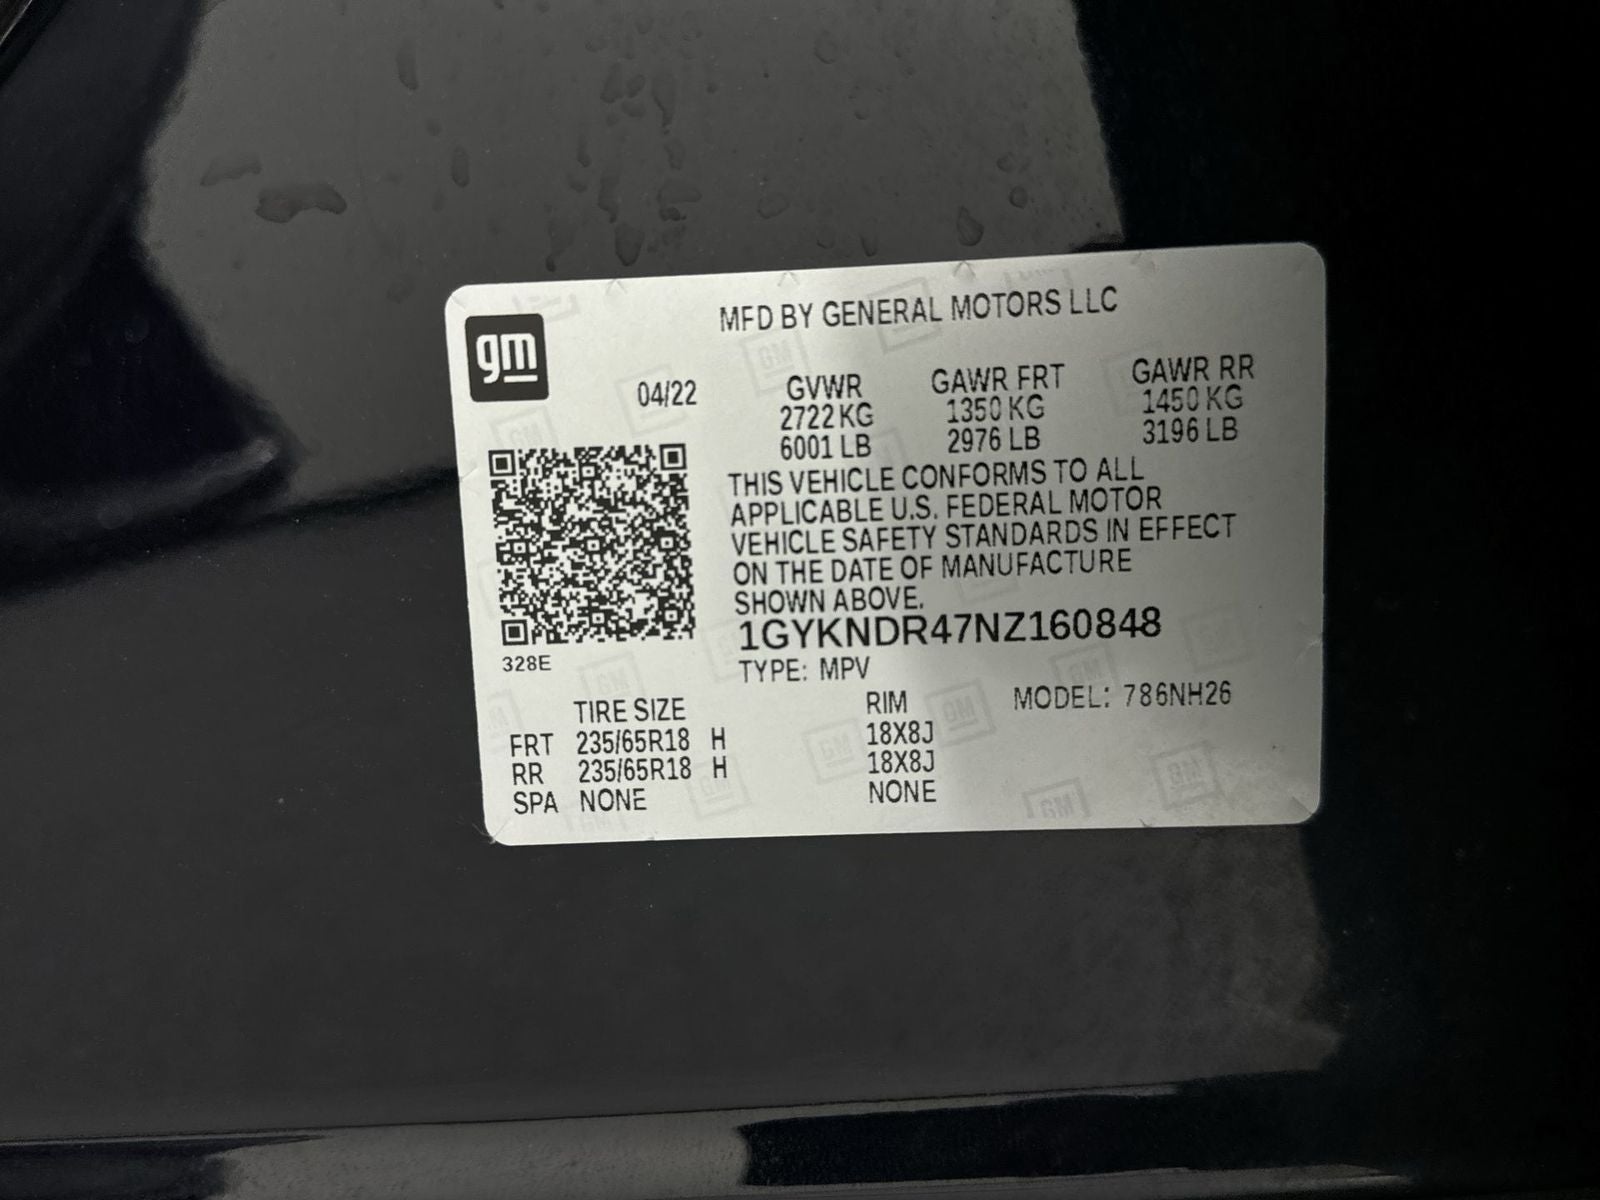 MFD BY GENERAL MOTORS LLC
gm
04/22 GVWR GAWR FRT GAWR RR
2722 KG 1350 KG 1450 KG
6001 LB 2976 LB 3196 LB
THIS VEHICLE CONFORMS TO ALL
APPLICABLE U.S. FEDERAL MOTOR
VEHICLE SAFETY STANDARDS IN EFFECT
ON THE DATE OF MANUFACTURE
SHOWN ABOVE.
1GYKNDR47NZ160848
328E
TYPE: MPV
TIRE SIZE RIM MODEL: 786NH26
FRT 235/65R18 H 18X8J
RR 235/65R18 H 18X8J
SPA NONE NONE